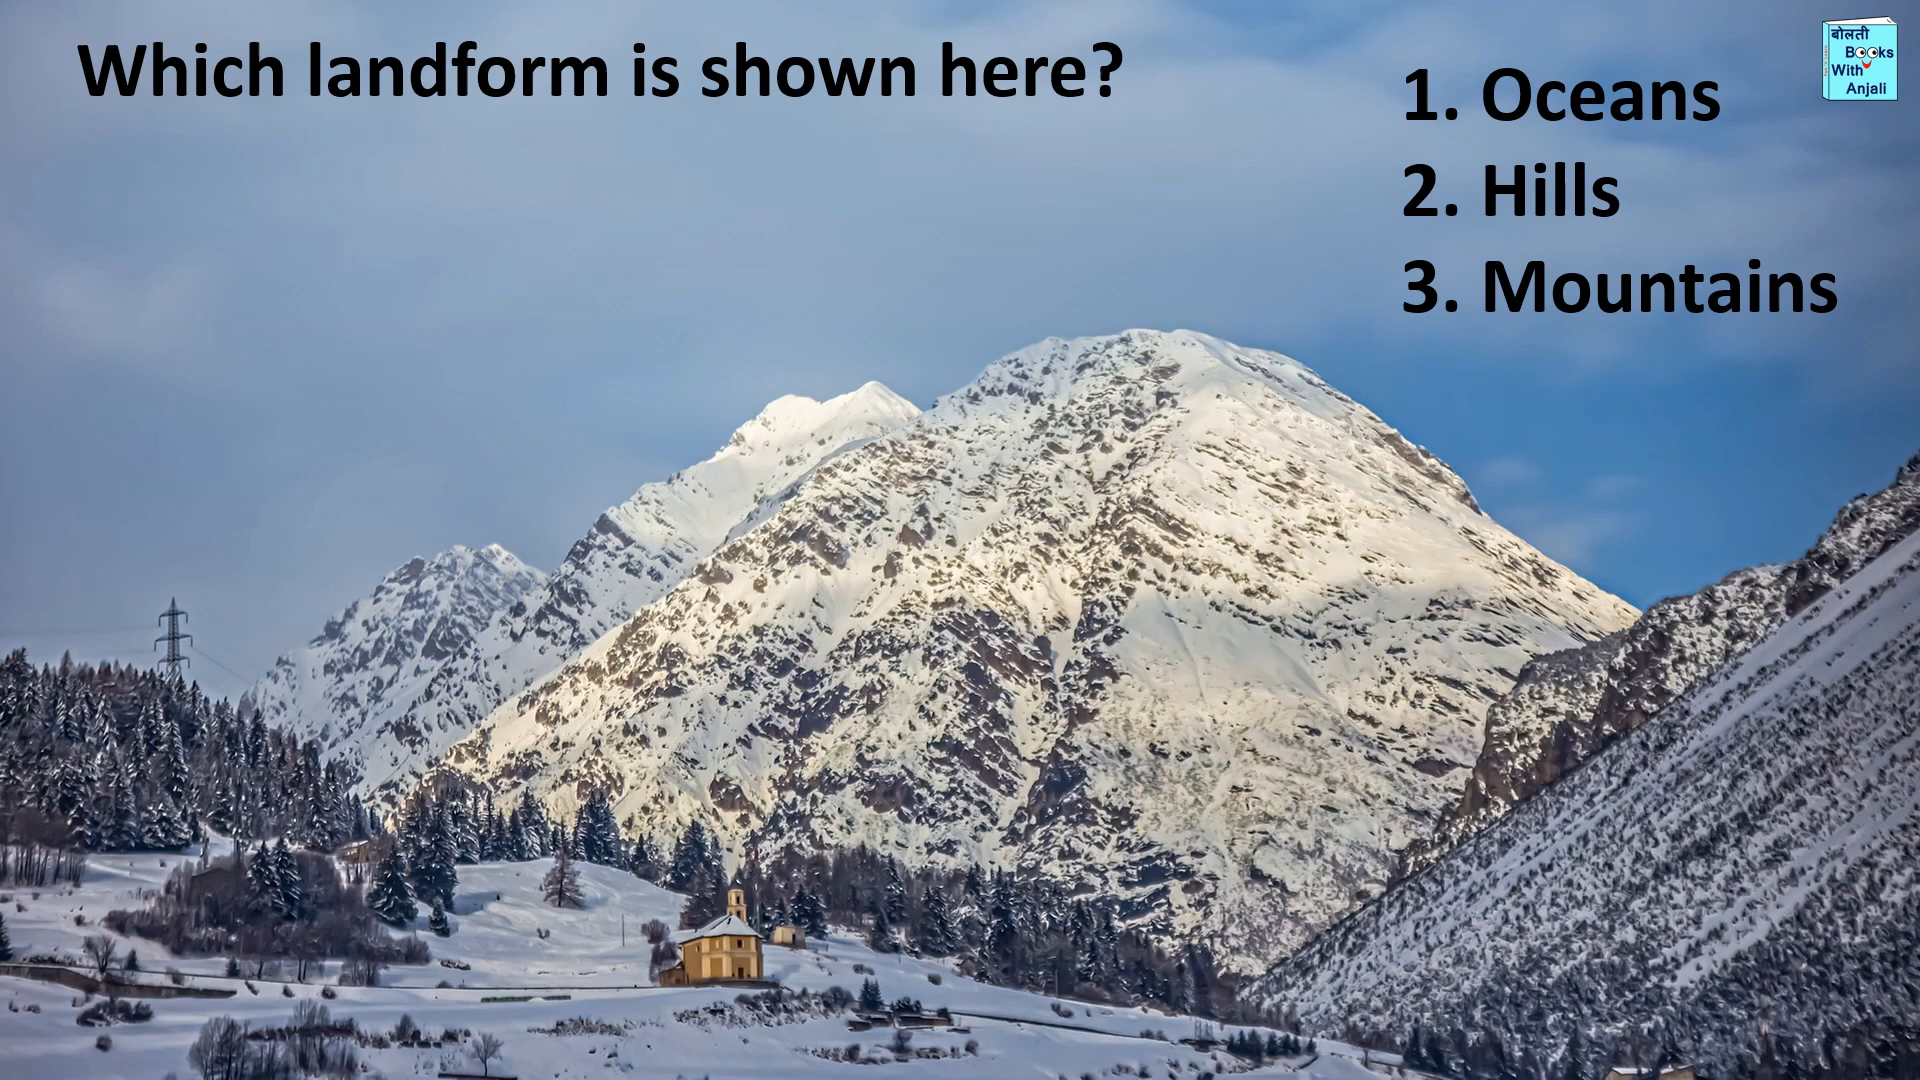 Which landform is shown here?
1. Oceans
2. Hills
3. Mountains
बोलती
Books
With
Anjali